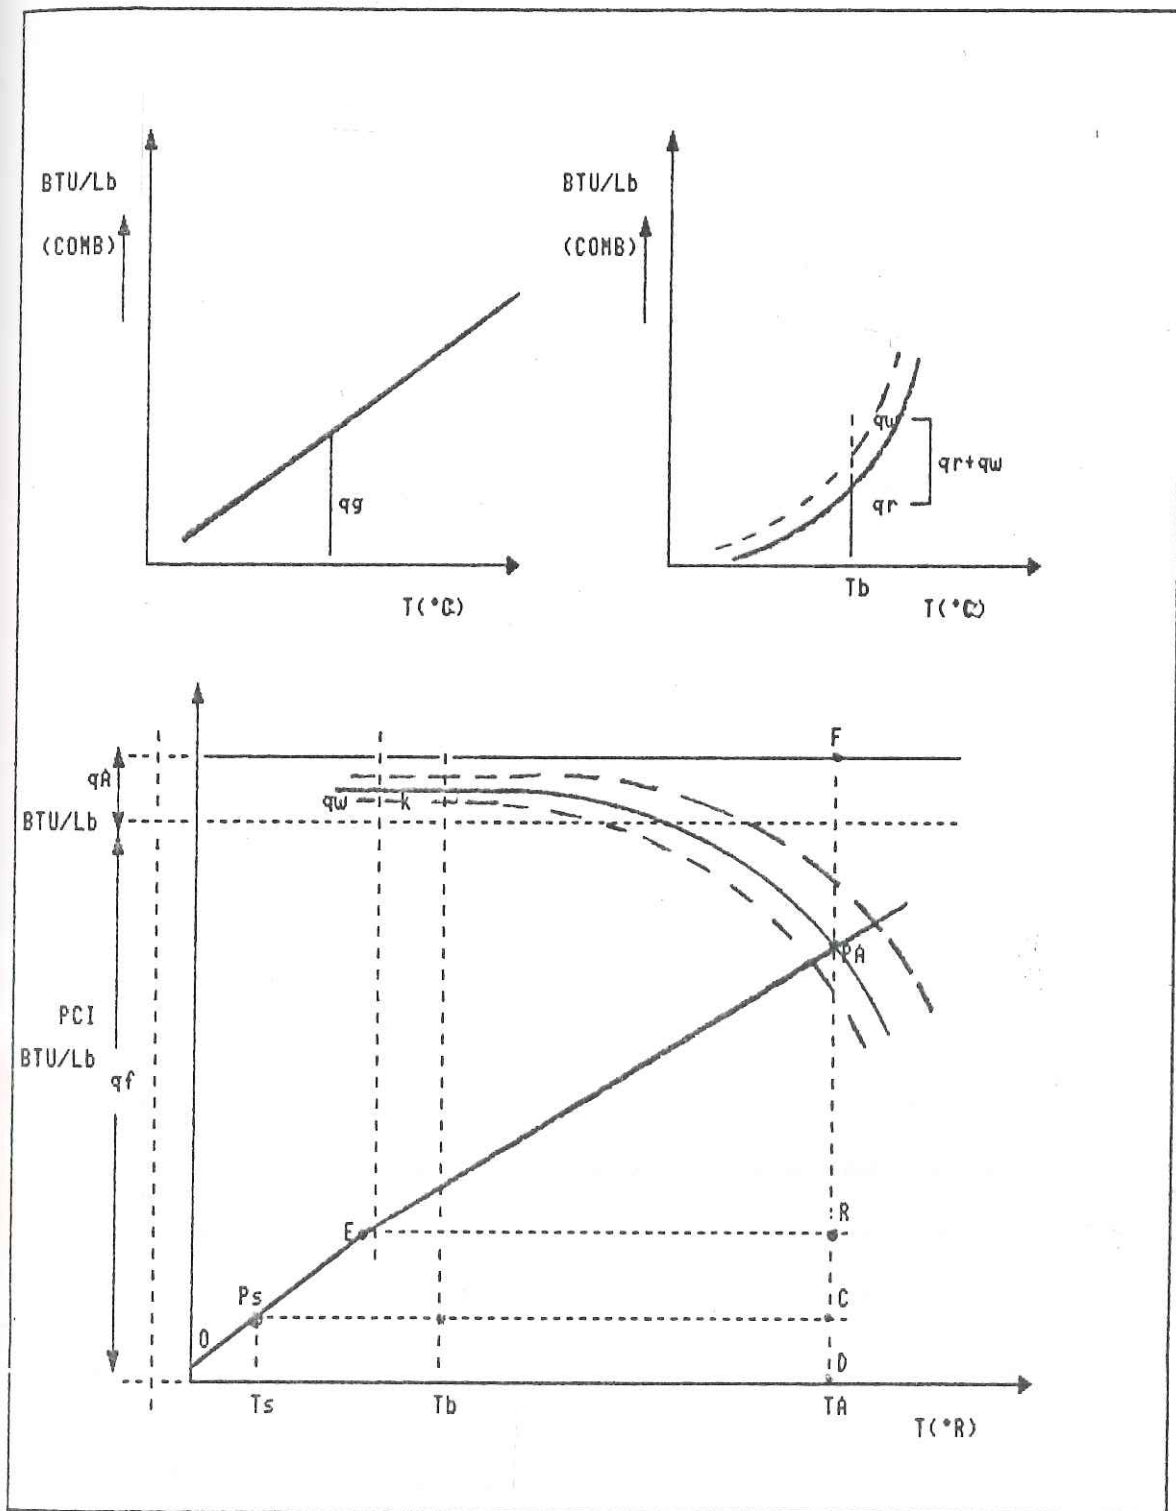 BTU/Lb
(COMB)
qg
T(°C)
BTU/Lb
(COMB)
qw
qr+qw
qr
Tb
T(°C)
F
qA
qw
k
BTU/Lb
PA
PCI
BTU/Lb
qf
E
R
Ps
C
O
D
Ts
Tb
TA
T(°R)